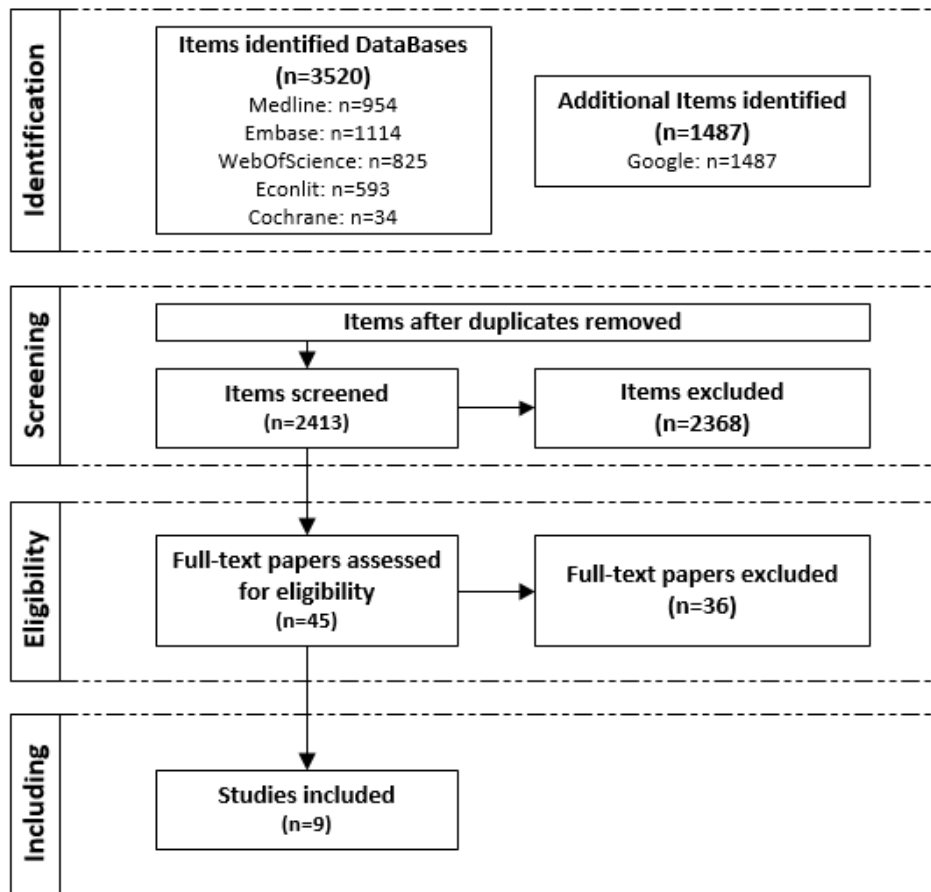 Identification
Items identified DataBases
(n=3520)
Medline: n=954
Embase: n=1114
WebOfScience: n=825
Econlit: n=593
Cochrane: n=34
Additional Items identified
(n=1487)
Google: n=1487
Screening
Items after duplicates removed
Items screened
(n=2413)
Items excluded
(n=2368)
Eligibility
Full-text papers assessed
for eligibility
(n=45)
Full-text papers excluded
(n=36)
Including
Studies included
(n=9)